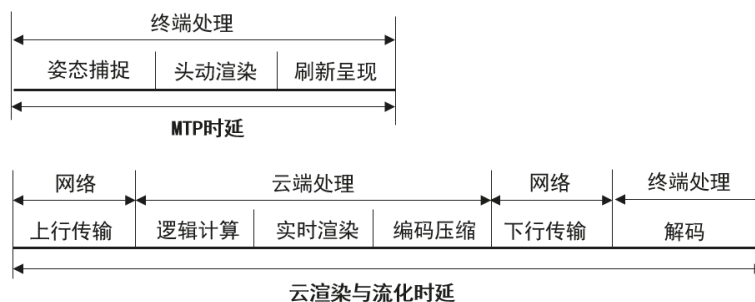 终端处理
姿态捕捉 头动渲染 刷新呈现
MTP时延
网络 云端处理 网络 终端处理
上行传输 逻辑计算 实时渲染 编码压缩 下行传输 解码
云渲染与流化时延